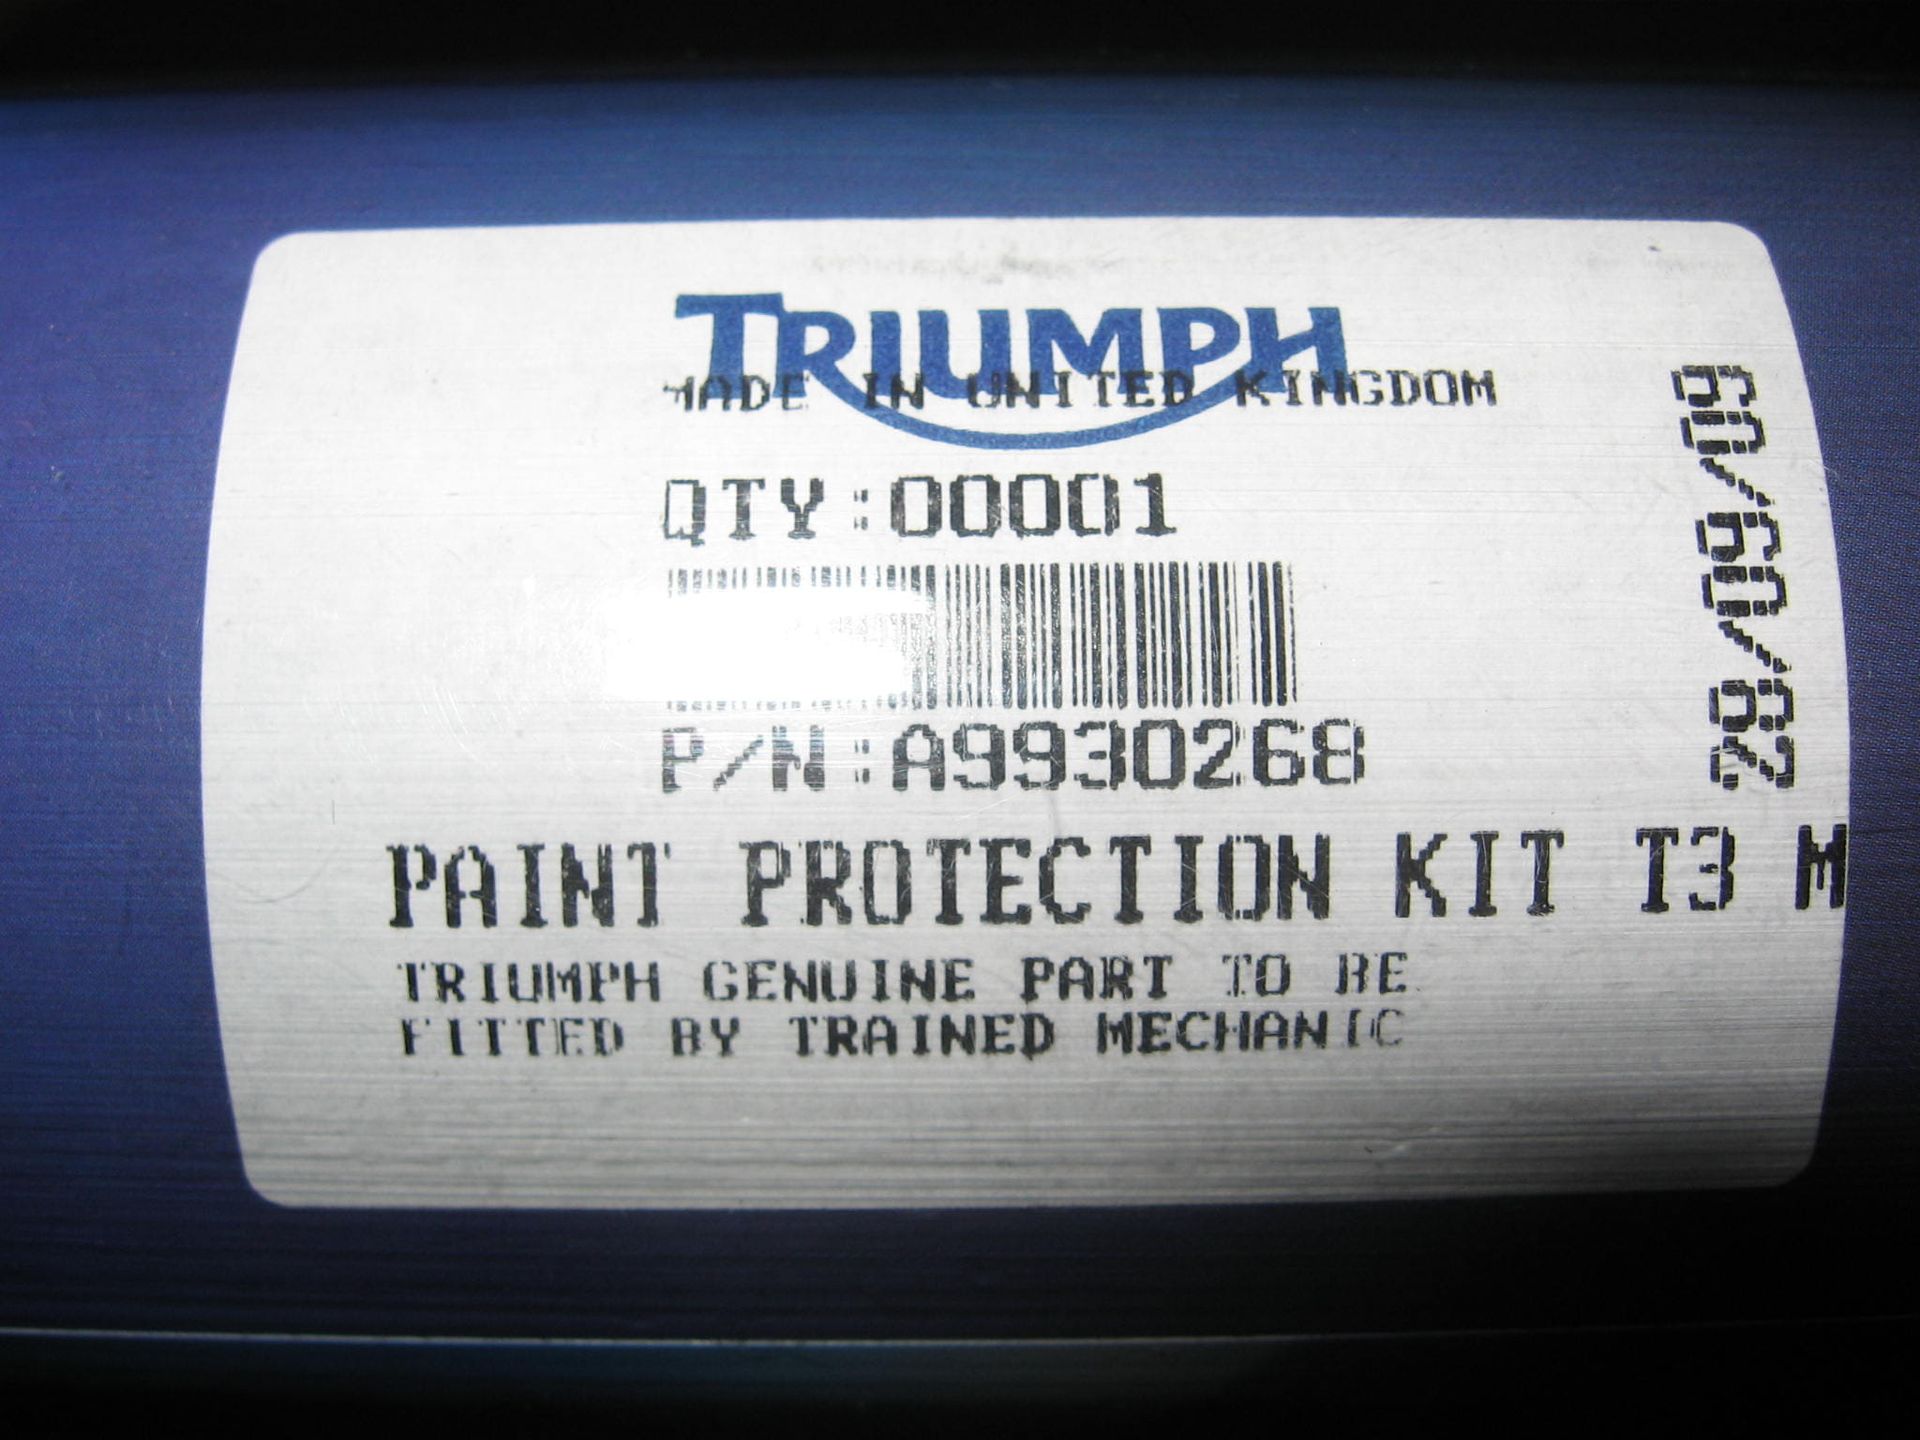 TRIUMPH
MADE IN UNITED KINGDOM
QTY:00001
P/N:A9930268
PAINT PROTECTION KIT T3 M
TRIUMPH GENUINE PART TO BE
FITTED BY TRAINED MECHANIC
28/09/09